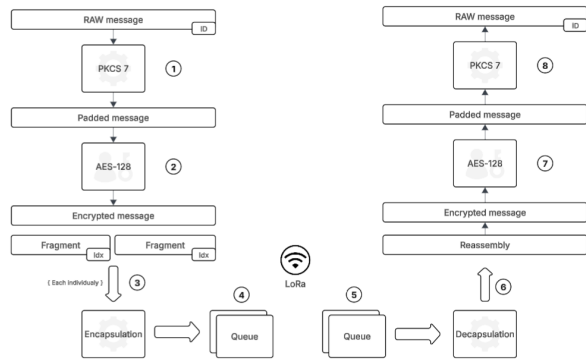 RAW message
ID
PKCS 7
1
Padded message
AES-128
2
Encrypted message
Fragment
Idx
Fragment
Idx
{ Each Individualy }
3
Encapsulation
4
Queue
LoRa
5
Queue
RAW message
ID
PKCS 7
8
Padded message
AES-128
7
Encrypted message
Reassembly
6
Decapsulation